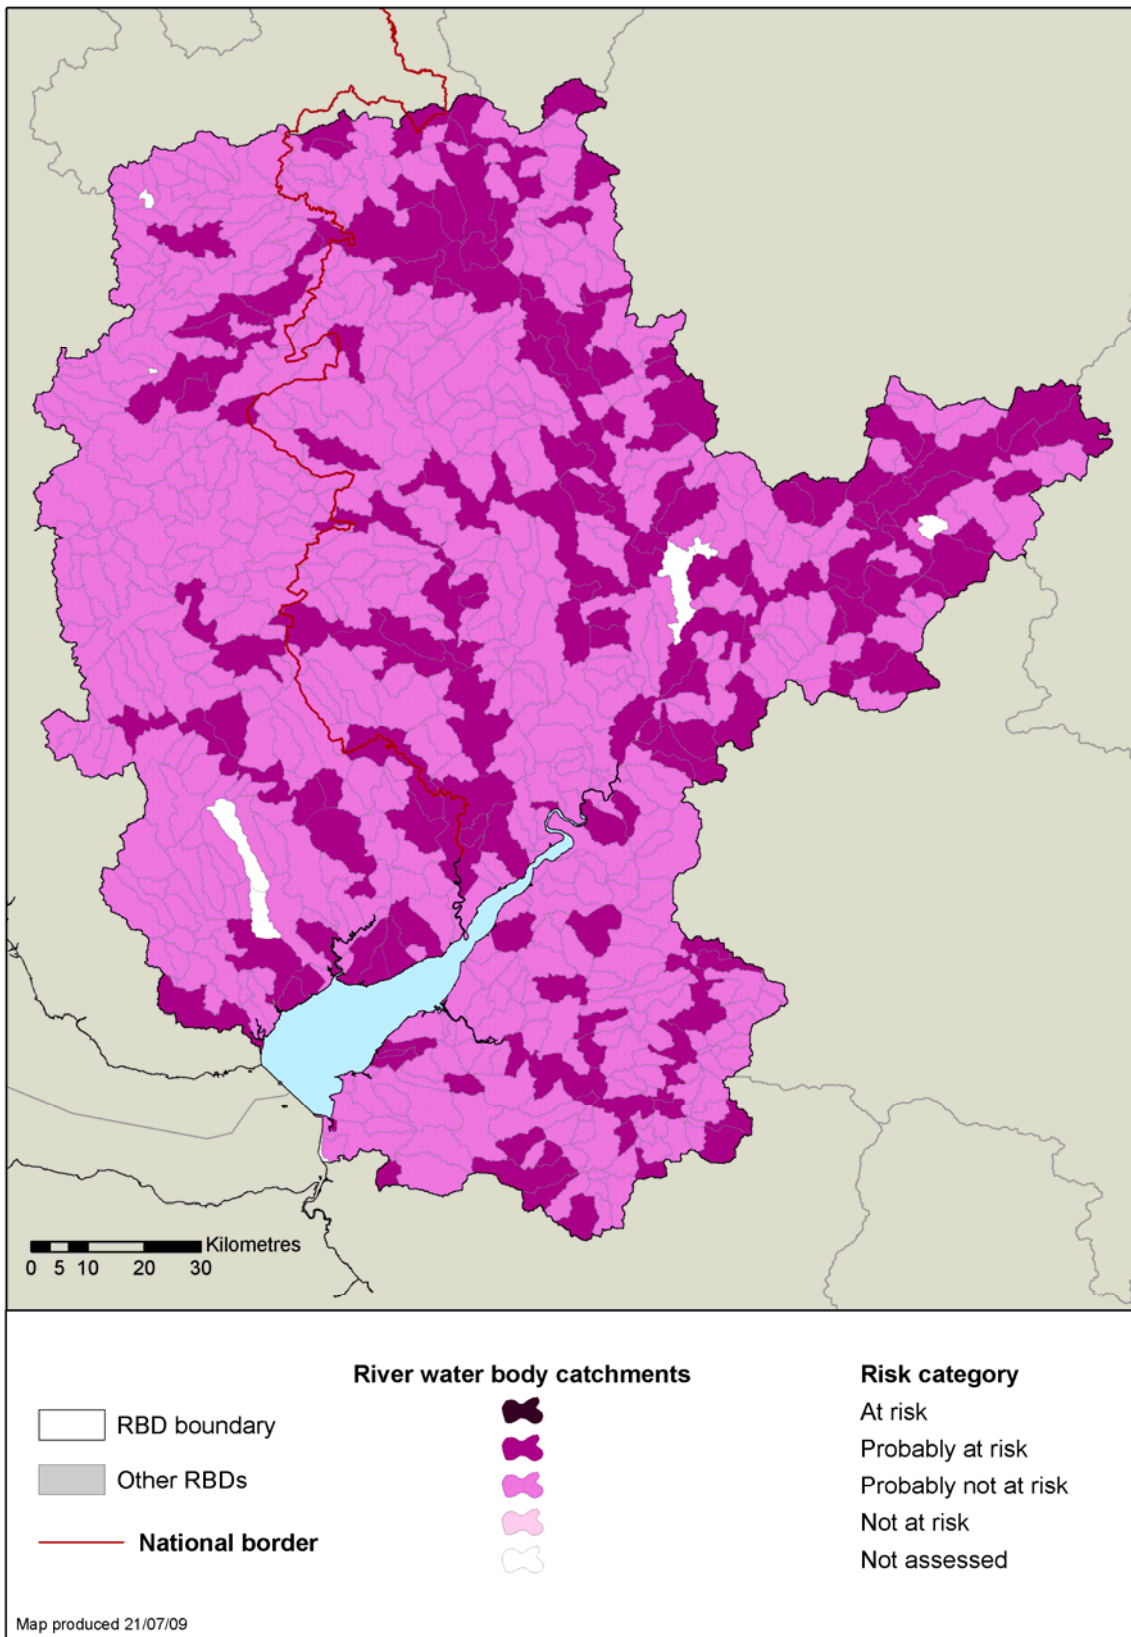 Kilometres
0 5 10 20 30
River water body catchments
Risk category
RBD boundary
Other RBDs
National border
At risk
Probably at risk
Probably not at risk
Not at risk
Not assessed
Map produced 21/07/09